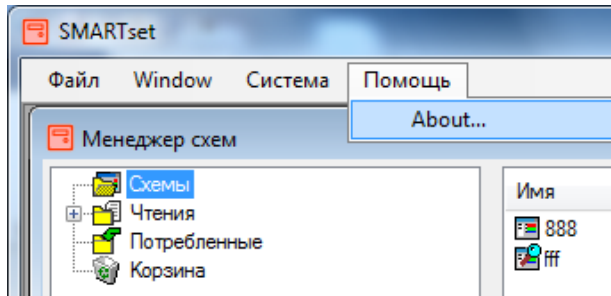 SMARTset
Файл Window Система Помощь
About...
Менеджер схем
Схемы
Чтения
Потребленные
Корзина
Имя
888
fff